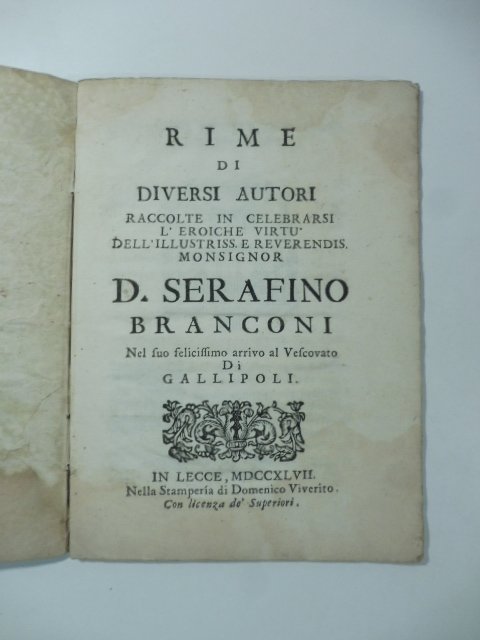 RIME
DI
DIVERSI AUTORI
RACCOLTE IN CELEBRARSI
L' EROICHE VIRTU'
DELL'ILLUSTRISS. E REVERENDIS.
MONSIGNOR
D. SERAFINO
BRANCONI
Nel ſuo feliciſſimo arrivo al Veſcovato
Di
GALLIPOLI.
IN LECCE, MDCCXLVII.
Nella Stamperia di Domenico Viverito.
Con licenza de' Superiori.